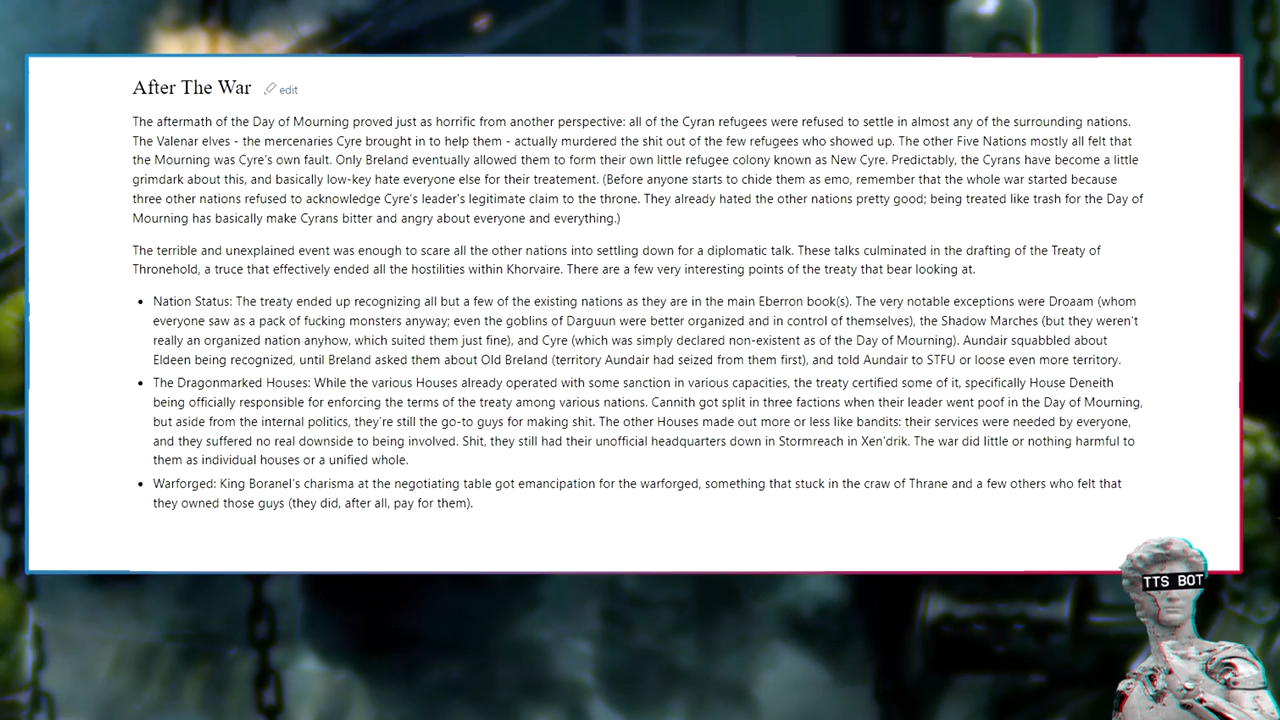 After The War edit
The aftermath of the Day of Mourning proved just as horrific from another perspective: all of the Cyran refugees were refused to settle in almost any of the surrounding nations.
The Valenar elves - the mercenaries Cyre brought in to help them - actually murdered the shit out of the few refugees who showed up. The other Five Nations mostly all felt that
the Mourning was Cyre's own fault. Only Breland eventually allowed them to form their own little refugee colony known as New Cyre. Predictably, the Cyrans have become a little
grimdark about this, and basically low-key hate everyone else for their treatement. (Before anyone starts to chide them as emo, remember that the whole war started because
three other nations refused to acknowledge Cyre's leader's legitimate claim to the throne. They already hated the other nations pretty good; being treated like trash for the Day of
Mourning has basically make Cyrans bitter and angry about everyone and everything.)
The terrible and unexplained event was enough to scare all the other nations into settling down for a diplomatic talk. These talks culminated in the drafting of the Treaty of
Thronehold, a truce that effectively ended all the hostilities within Khorvaire. There are a few very interesting points of the treaty that bear looking at.
• Nation Status: The treaty ended up recognizing all but a few of the existing nations as they are in the main Eberron book(s). The very notable exceptions were Droaam (whom
everyone saw as a pack of fucking monsters anyway; even the goblins of Darguun were better organized and in control of themselves), the Shadow Marches (but they weren't
really an organized nation anyhow, which suited them just fine), and Cyre (which was simply declared non-existent as of the Day of Mourning). Aundair squabbled about
Eldeen being recognized, until Breland asked them about Old Breland (territory Aundair had seized from them first), and told Aundair to STFU or loose even more territory.
• The Dragonmarked Houses: While the various Houses already operated with some sanction in various capacities, the treaty certified some of it, specifically House Deneith
being officially responsible for enforcing the terms of the treaty among various nations. Cannith got split in three factions when their leader went poof in the Day of Mourning,
but aside from the internal politics, they're still the go-to guys for making shit. The other Houses made out more or less like bandits: their services were needed by everyone,
and they suffered no real downside to being involved. Shit, they still had their unofficial headquarters down in Stormreach in Xen'drik. The war did little or nothing harmful to
them as individual houses or a unified whole.
• Warforged: King Boranel's charisma at the negotiating table got emancipation for the warforged, something that stuck in the craw of Thrane and a few others who felt that
they owned those guys (they did, after all, pay for them).
TTS BOT